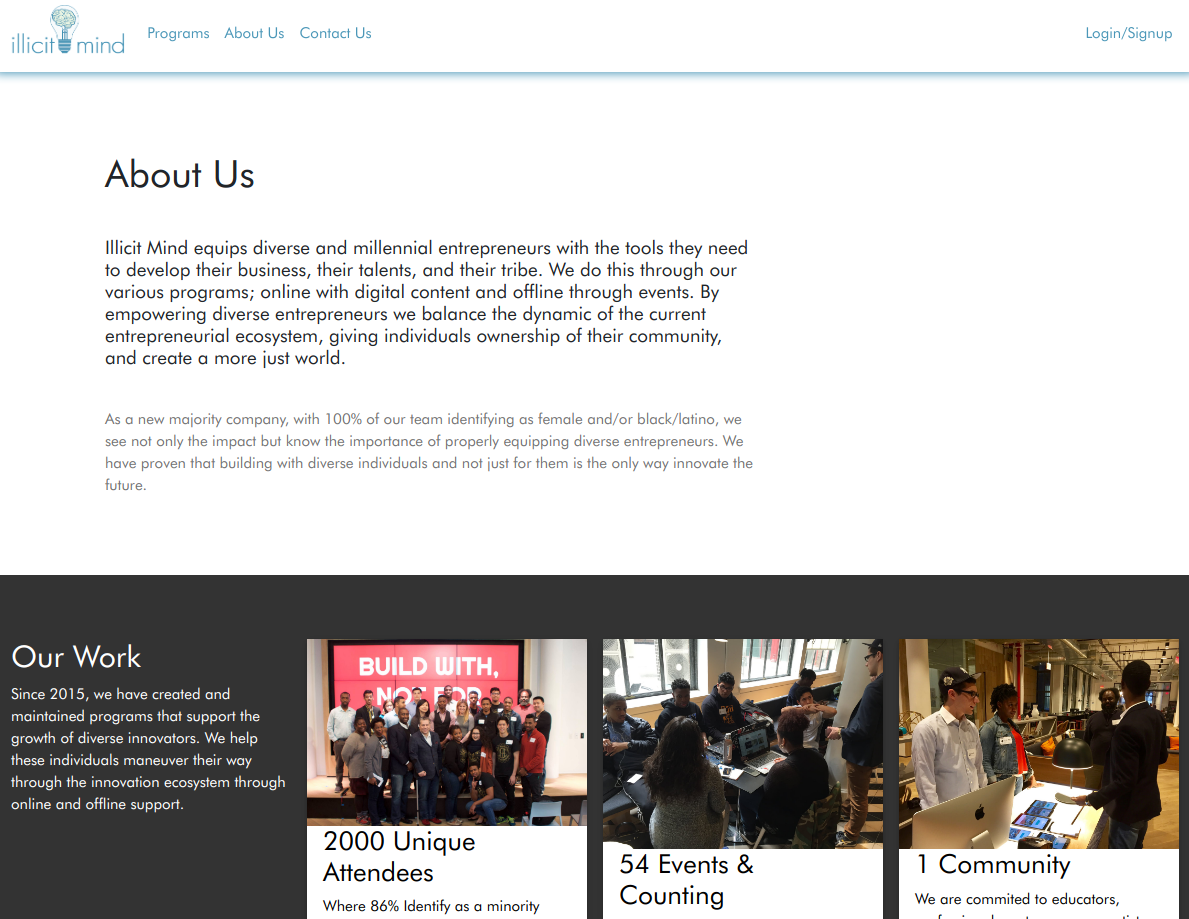 illicit mind
Programs
About Us
Contact Us
Login/Signup
About Us
Illicit Mind equips diverse and millennial entrepreneurs with the tools they need
to develop their business, their talents, and their tribe. We do this through our
various programs; online with digital content and offline through events. By
empowering diverse entrepreneurs we balance the dynamic of the current
entrepreneurial ecosystem, giving individuals ownership of their community,
and create a more just world.
As a new majority company, with 100% of our team identifying as female and/or black/latino, we
see not only the impact but know the importance of properly equipping diverse entrepreneurs. We
have proven that building with diverse individuals and not just for them is the only way innovate the
future.
Our Work
Since 2015, we have created and
maintained programs that support the
growth of diverse innovators. We help
these individuals maneuver their way
through the innovation ecosystem through
online and offline support.
BUILD WITH,
NOT FOR
2000 Unique
Attendees
Where 86% Identify as a minority
54 Events &
Counting
1 Community
We are commited to educators,